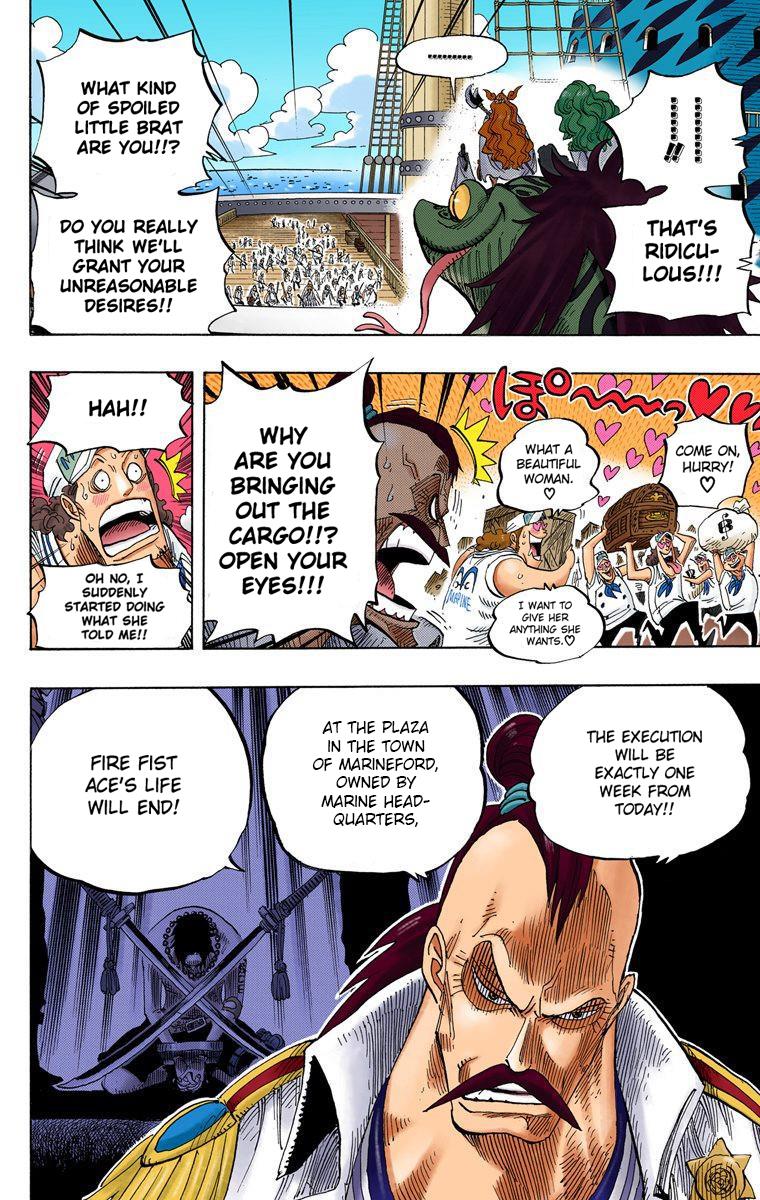 !!
THAT'S
RIDICU-
LOUS!!!
..........
WHAT KIND
OF SPOILED
LITTLE BRAT
ARE YOU!!?
DO YOU REALLY
THINK WE'LL
GRANT YOUR
UNREASONABLE
DESIRES!!
ぽ〜〜〜っ♥♥
COME ON,
HURRY!
♡
WHAT A
BEAUTIFUL
WOMAN.
♡
I WANT TO
GIVE HER
ANYTHING SHE
WANTS.♡
MARINE
WHY
ARE YOU
BRINGING
OUT THE
CARGO!!?
OPEN YOUR
EYES!!!
HAH!!
OH NO, I
SUDDENLY
STARTED DOING
WHAT SHE
TOLD ME!!
THE EXECUTION
WILL BE
EXACTLY ONE
WEEK FROM
TODAY!!
AT THE PLAZA
IN THE TOWN
OF MARINEFORD,
OWNED BY
MARINE HEAD-
QUARTERS,
FIRE FIST
ACE'S LIFE
WILL END!